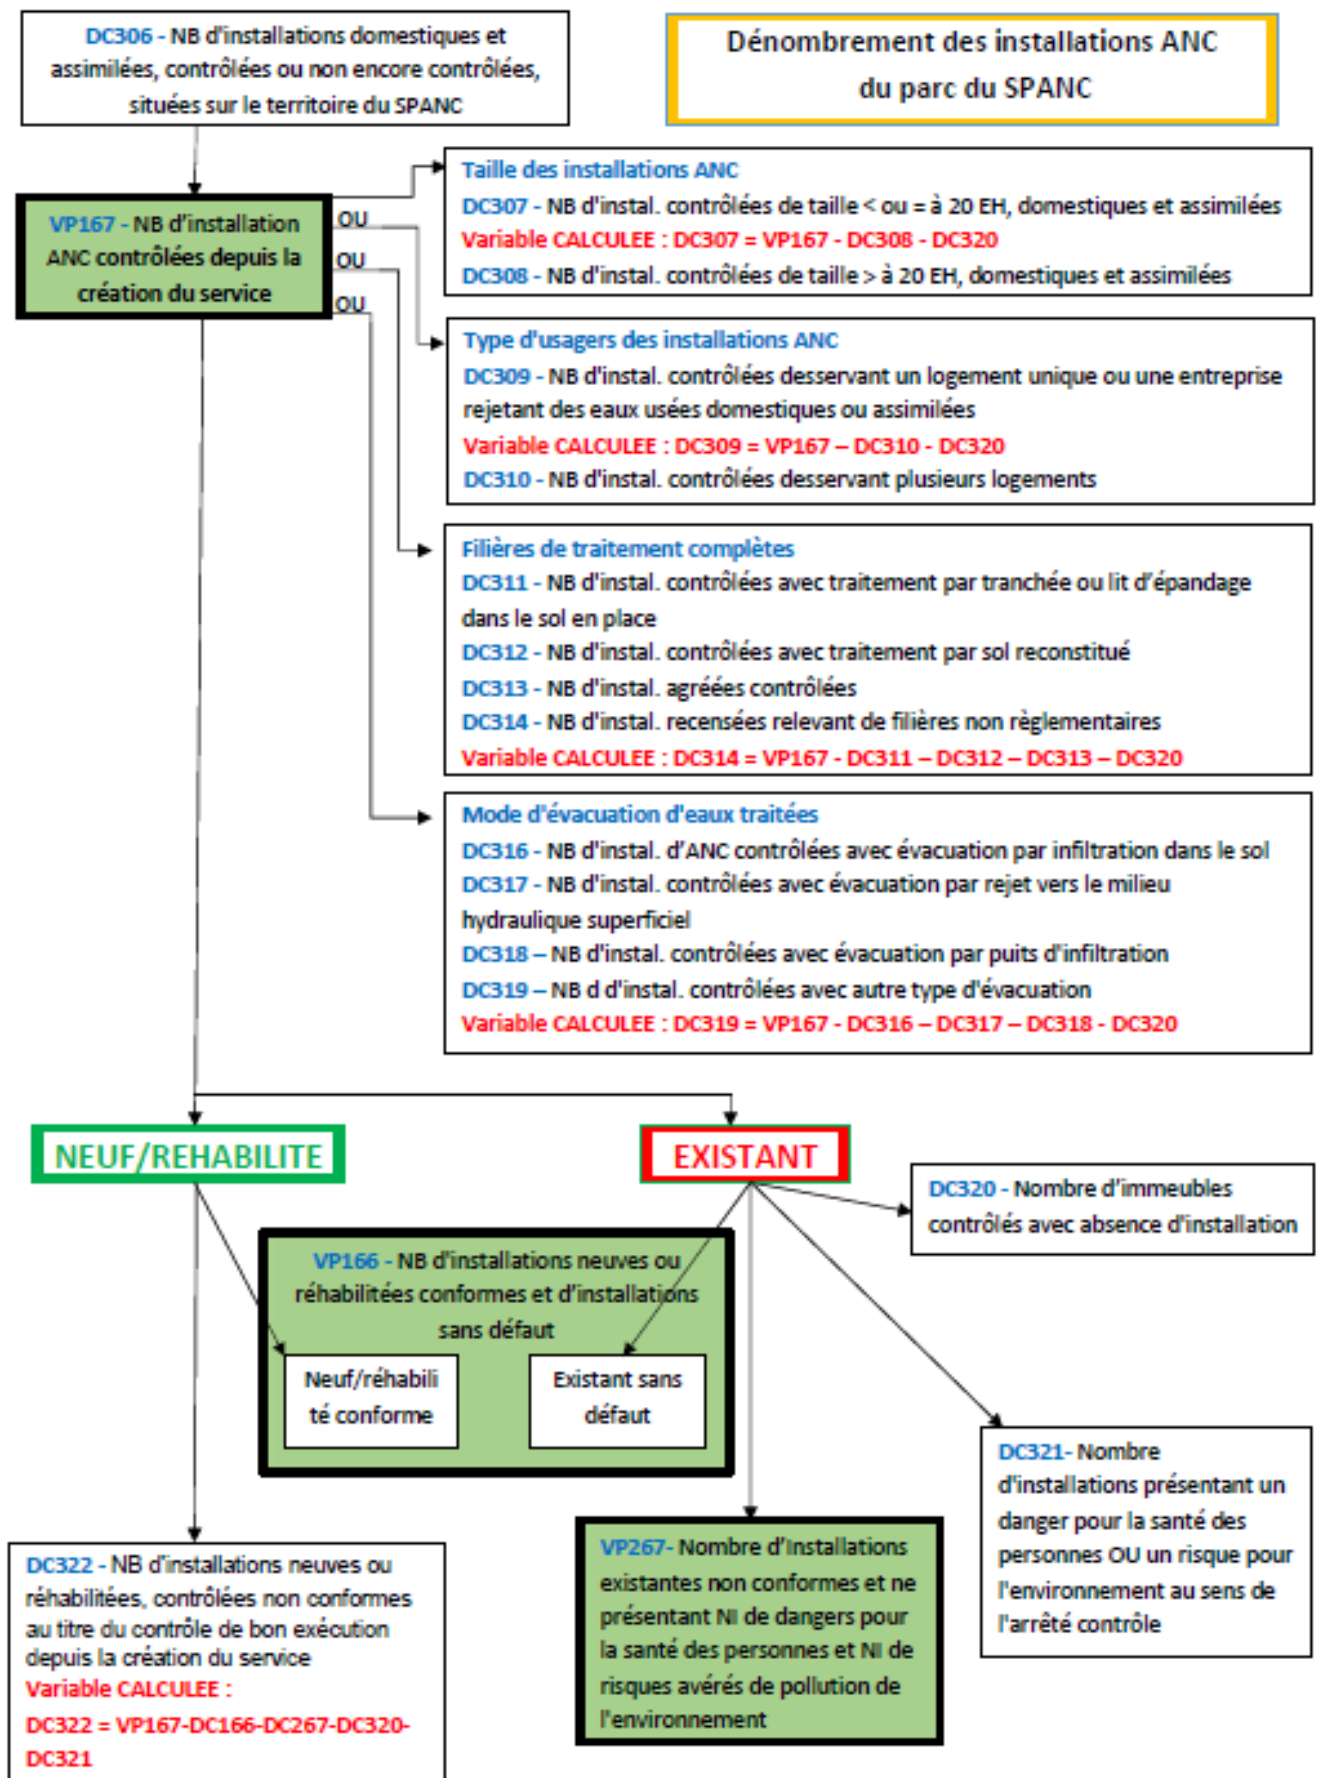 DC306 - NB d'installations domestiques et
assimilées, contrôlées ou non encore contrôlées,
situées sur le territoire du SPANC
Dénombrement des installations ANC
du parc du SPANC
VP167 - NB d'installation
ANC contrôlées depuis la
création du service
OU
OU
OU
Taille des installations ANC
DC307 - NB d'instal. contrôlées de taille < ou = à 20 EH, domestiques et assimilées
Variable CALCULEE : DC307 = VP167 - DC308 - DC320
DC308 - NB d'instal. contrôlées de taille > à 20 EH, domestiques et assimilées
Type d'usagers des installations ANC
DC309 - NB d'instal. contrôlées desservant un logement unique ou une entreprise
rejetant des eaux usées domestiques ou assimilées
Variable CALCULEE : DC309 = VP167 – DC310 - DC320
DC310 - NB d'instal. contrôlées desservant plusieurs logements
Filières de traitement complètes
DC311 - NB d'instal. contrôlées avec traitement par tranchée ou lit d'épandage
dans le sol en place
DC312 - NB d'instal. contrôlées avec traitement par sol reconstitué
DC313 - NB d'instal. agréées contrôlées
DC314 - NB d'instal. recensées relevant de filières non règlementaires
Variable CALCULEE : DC314 = VP167 - DC311 – DC312 – DC313 – DC320
Mode d'évacuation d'eaux traitées
DC316 - NB d'instal. d'ANC contrôlées avec évacuation par infiltration dans le sol
DC317 - NB d'instal. contrôlées avec évacuation par rejet vers le milieu
hydraulique superficiel
DC318 – NB d'instal. contrôlées avec évacuation par puits d'infiltration
DC319 – NB d d'instal. contrôlées avec autre type d'évacuation
Variable CALCULEE : DC319 = VP167 - DC316 – DC317 – DC318 - DC320
NEUF/REHABILITE
EXISTANT
DC320 - Nombre d'immeubles
contrôlés avec absence d'installation
VP166 - NB d'installations neuves ou
réhabilitées conformes et d'installations
sans défaut
Neuf/réhabili
té conforme
Existant sans
défaut
DC321- Nombre
d'installations présentant un
danger pour la santé des
personnes OU un risque pour
l'environnement au sens de
l'arrêté contrôle
VP267- Nombre d'Installations
existantes non conformes et ne
présentant NI de dangers pour
la santé des personnes et NI de
risques avérés de pollution de
l'environnement
DC322 - NB d'installations neuves ou
réhabilitées, contrôlées non conformes
au titre du contrôle de bon exécution
depuis la création du service
Variable CALCULEE :
DC322 = VP167-DC166-DC267-DC320-
DC321